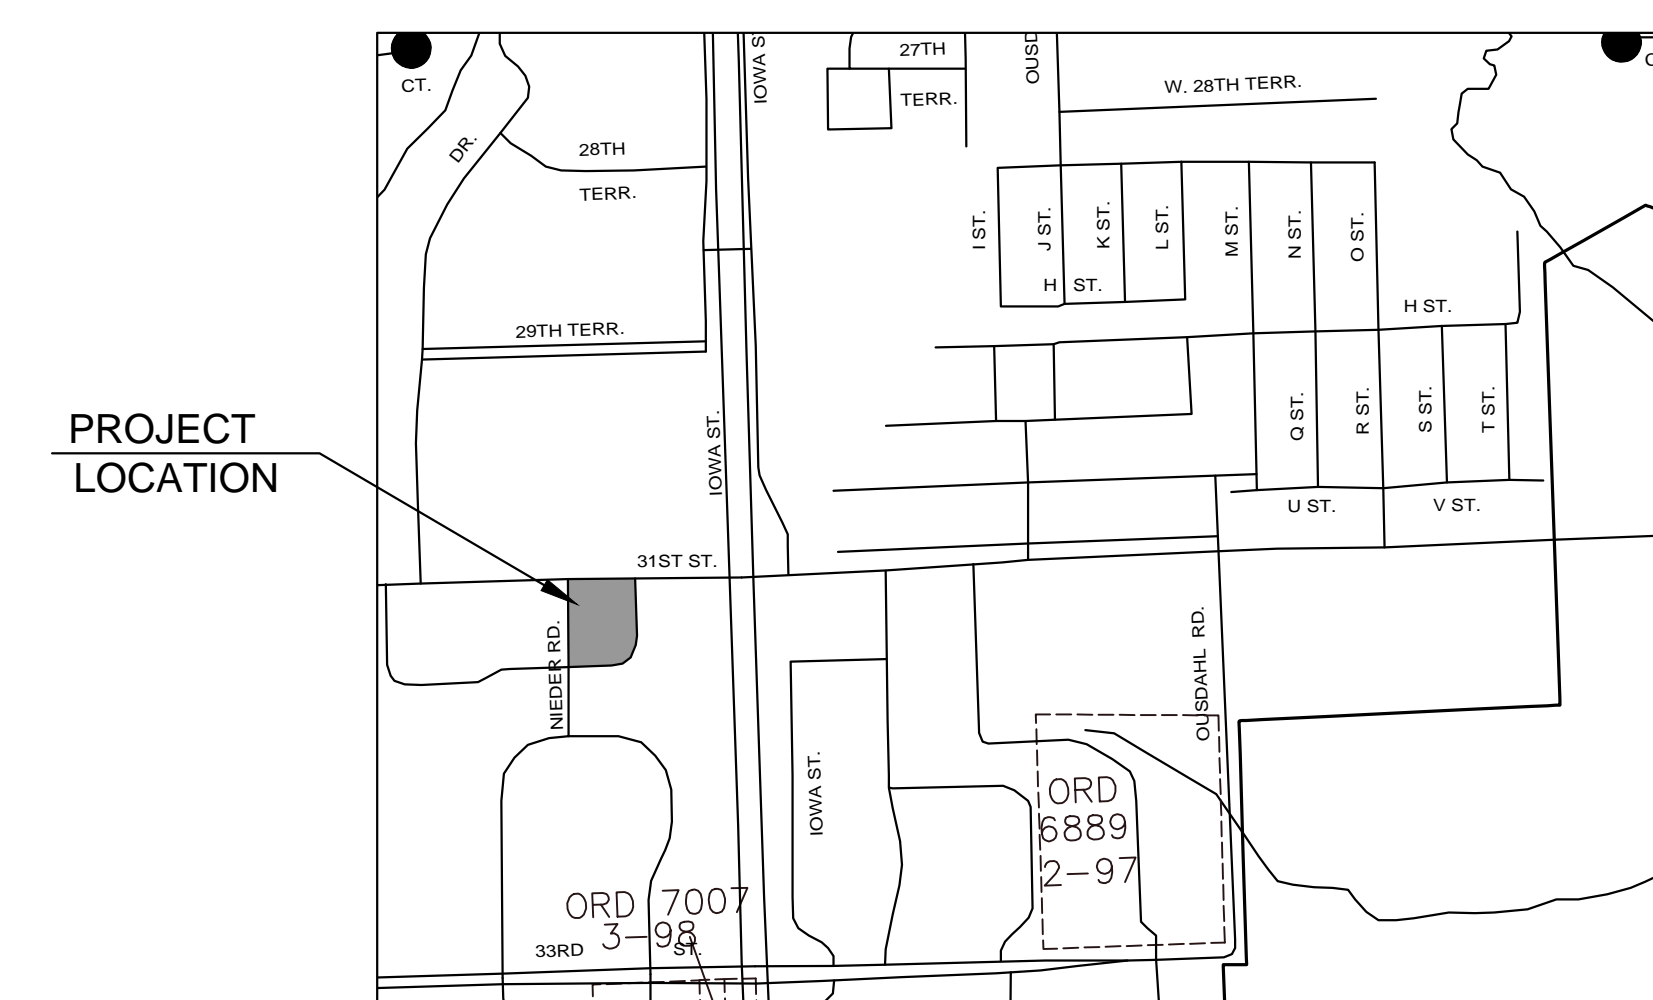 CT.
DR.
28TH
TERR.
29TH TERR.
IOWA S
27TH
TERR.
OUSD
W. 28TH TERR.
C
I ST.
J ST.
K ST.
L ST.
M ST.
N ST.
O ST.
H ST.
H ST.
PROJECT
LOCATION
IOWA ST.
Q ST.
R ST.
S ST.
T ST.
U ST.
V ST.
31ST ST.
NIEDER RD.
OUSDAHL RD.
IOWA ST.
ORD
6889
2-97
ORD 7007
3-98
33RD ST.